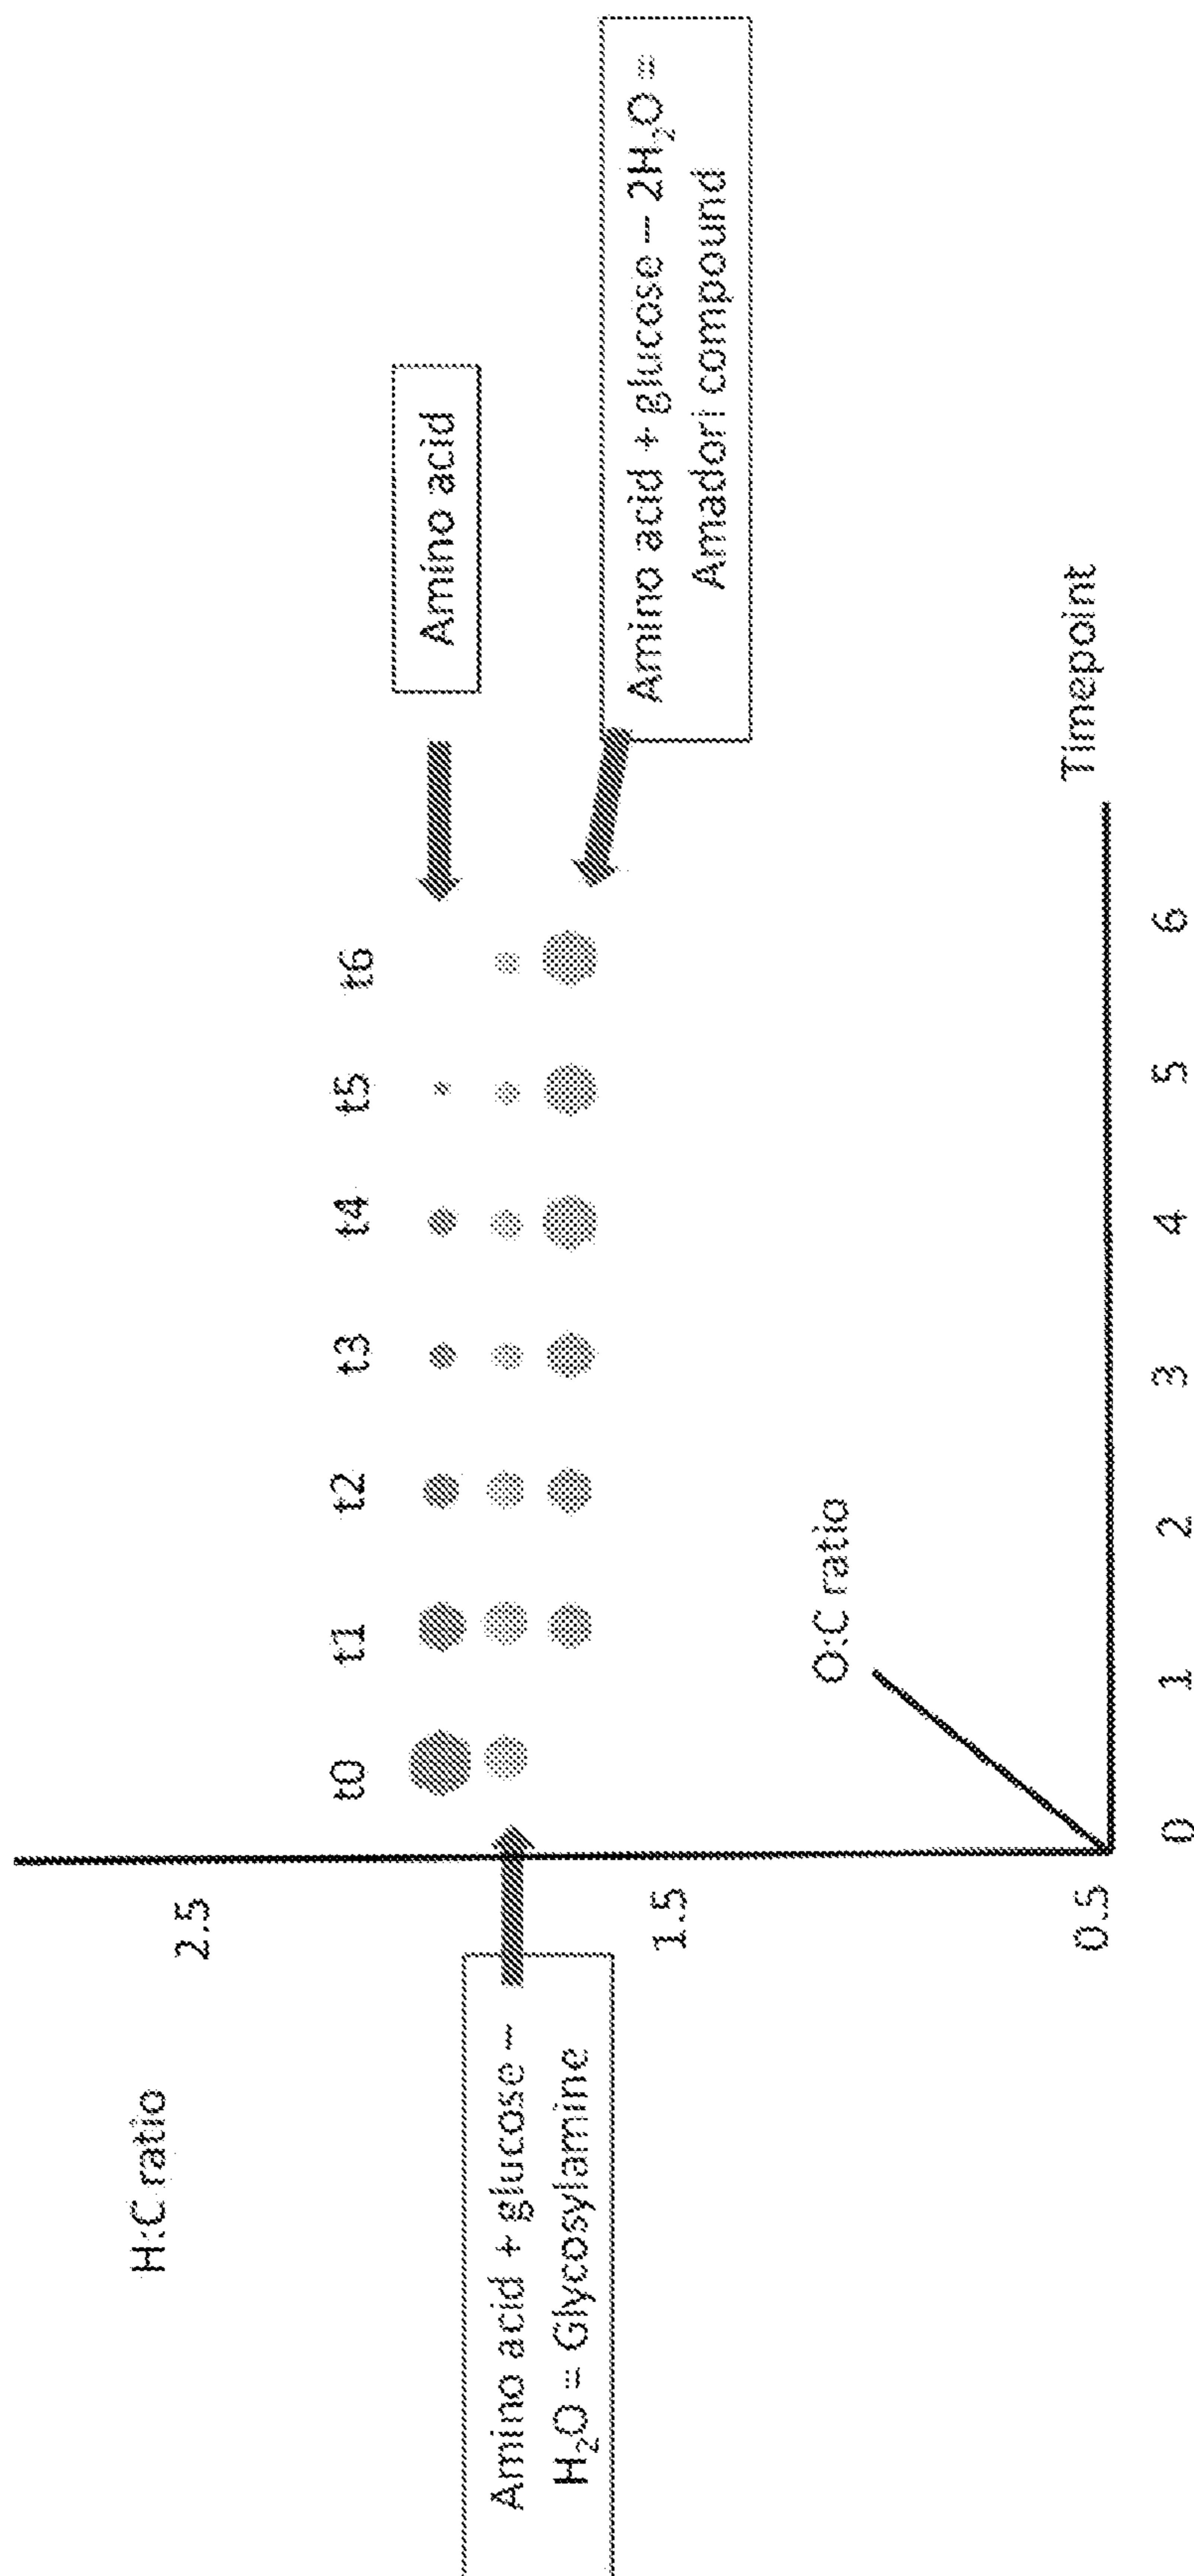 H:C ratio
2.5
1.5
0.5
Amino acid + glucose –
H₂O = Glycosylamine
t0
t1
t2
t3
t4
t5
t6
Amino acid
Amino acid + glucose – 2H₂O =
Amadori compound
O:C ratio
0
1
2
3
4
5
6
Timepoint